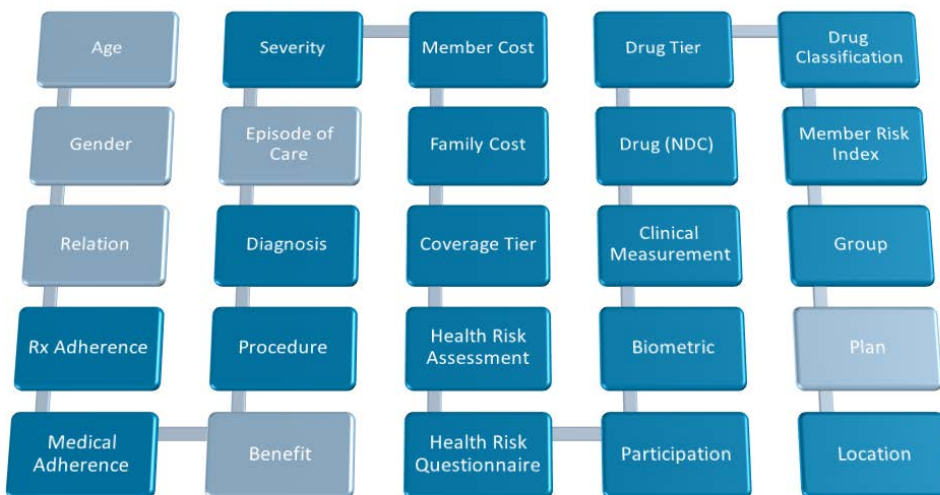 Age
Gender
Relation
Rx Adherence
Medical
Adherence
Benefit
Procedure
Diagnosis
Episode of
Care
Severity
Member Cost
Family Cost
Coverage Tier
Health Risk
Assessment
Health Risk
Questionnaire
Participation
Biometric
Clinical
Measurement
Drug (NDC)
Drug Tier
Drug
Classification
Member Risk
Index
Group
Plan
Location